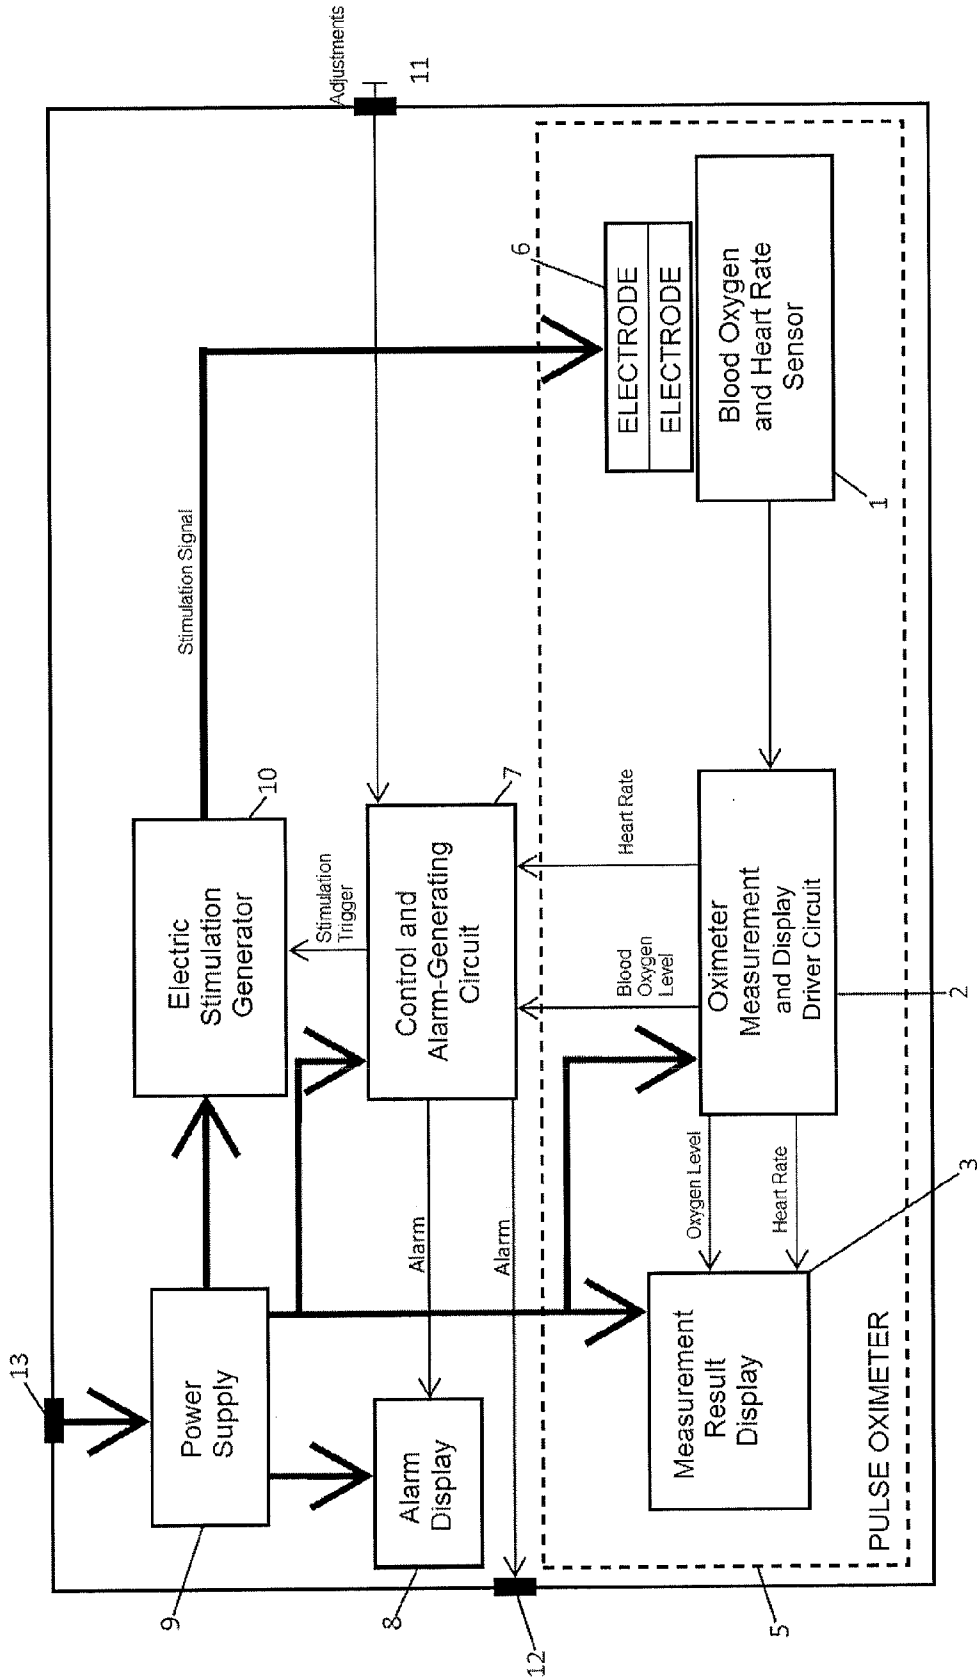 13
9
Power
Supply
Electric
Stimulation
Generator
10
Stimulation Signal
Adjustments
11
8
Alarm
Display
Alarm
Alarm
12
Stimulation
Trigger
Control and
Alarm-Generating
Circuit
7
Blood
Oxygen
Level
Heart Rate
6
ELECTRODE
ELECTRODE
Blood Oxygen
and Heart Rate
Sensor
1
Oximeter
Measurement
and Display
Driver Circuit
2
Oxygen Level
Heart Rate
Measurement
Result
Display
3
PULSE OXIMETER
5